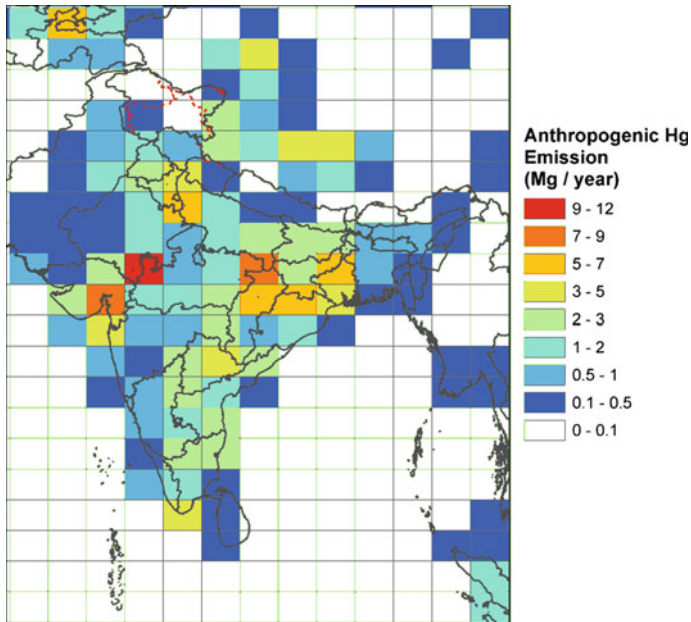 Anthropogenic Hg
Emission
(Mg / year)
9 - 12
7 - 9
5 - 7
3 - 5
2 - 3
1 - 2
0.5 - 1
0.1 - 0.5
0 - 0.1